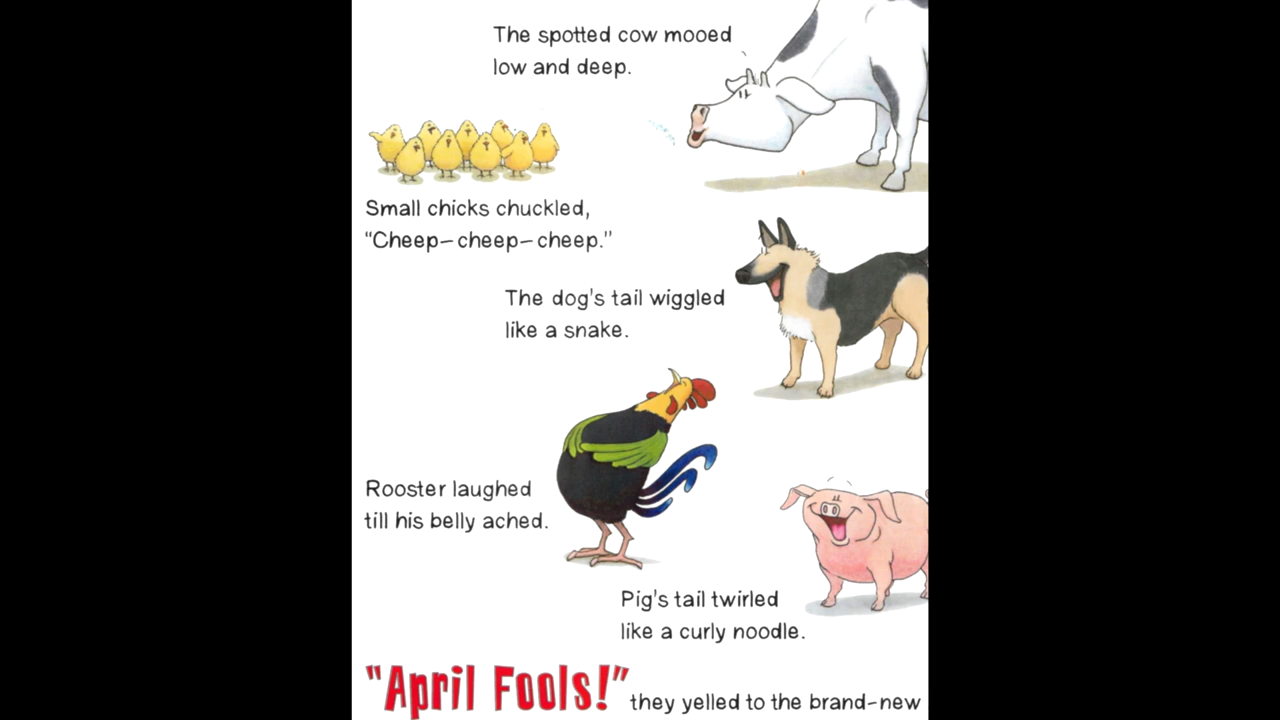 The spotted cow mooed
low and deep.
Small chicks chuckled,
“Cheep–cheep–cheep.”
The dog's tail wiggled
like a snake.
Rooster laughed
till his belly ached.
Pig's tail twirled
like a curly noodle.
"April Fools!" they yelled to the brand-new